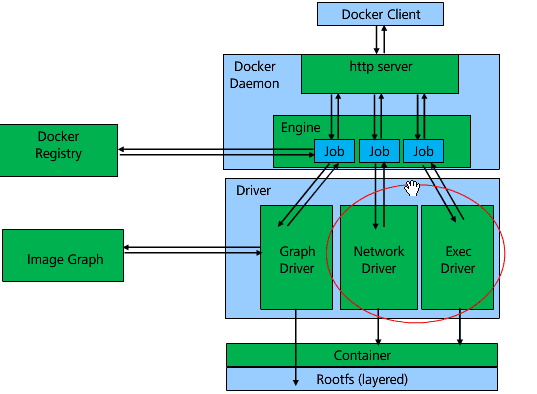 Docker Client
Docker
Daemon
http server
Engine
Job
Job
Job
Docker
Registry
Driver
Graph
Driver
Network
Driver
Exec
Driver
Image Graph
Container
Rootfs (layered)